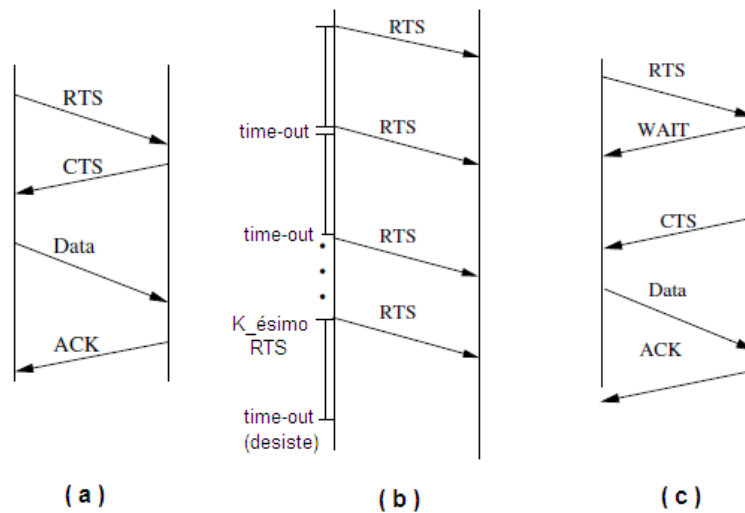 RTS
CTS
Data
ACK
( a )
RTS
time-out
RTS
time-out
RTS
K_ésimo
RTS
RTS
time-out
(desiste)
( b )
RTS
WAIT
CTS
Data
ACK
( c )